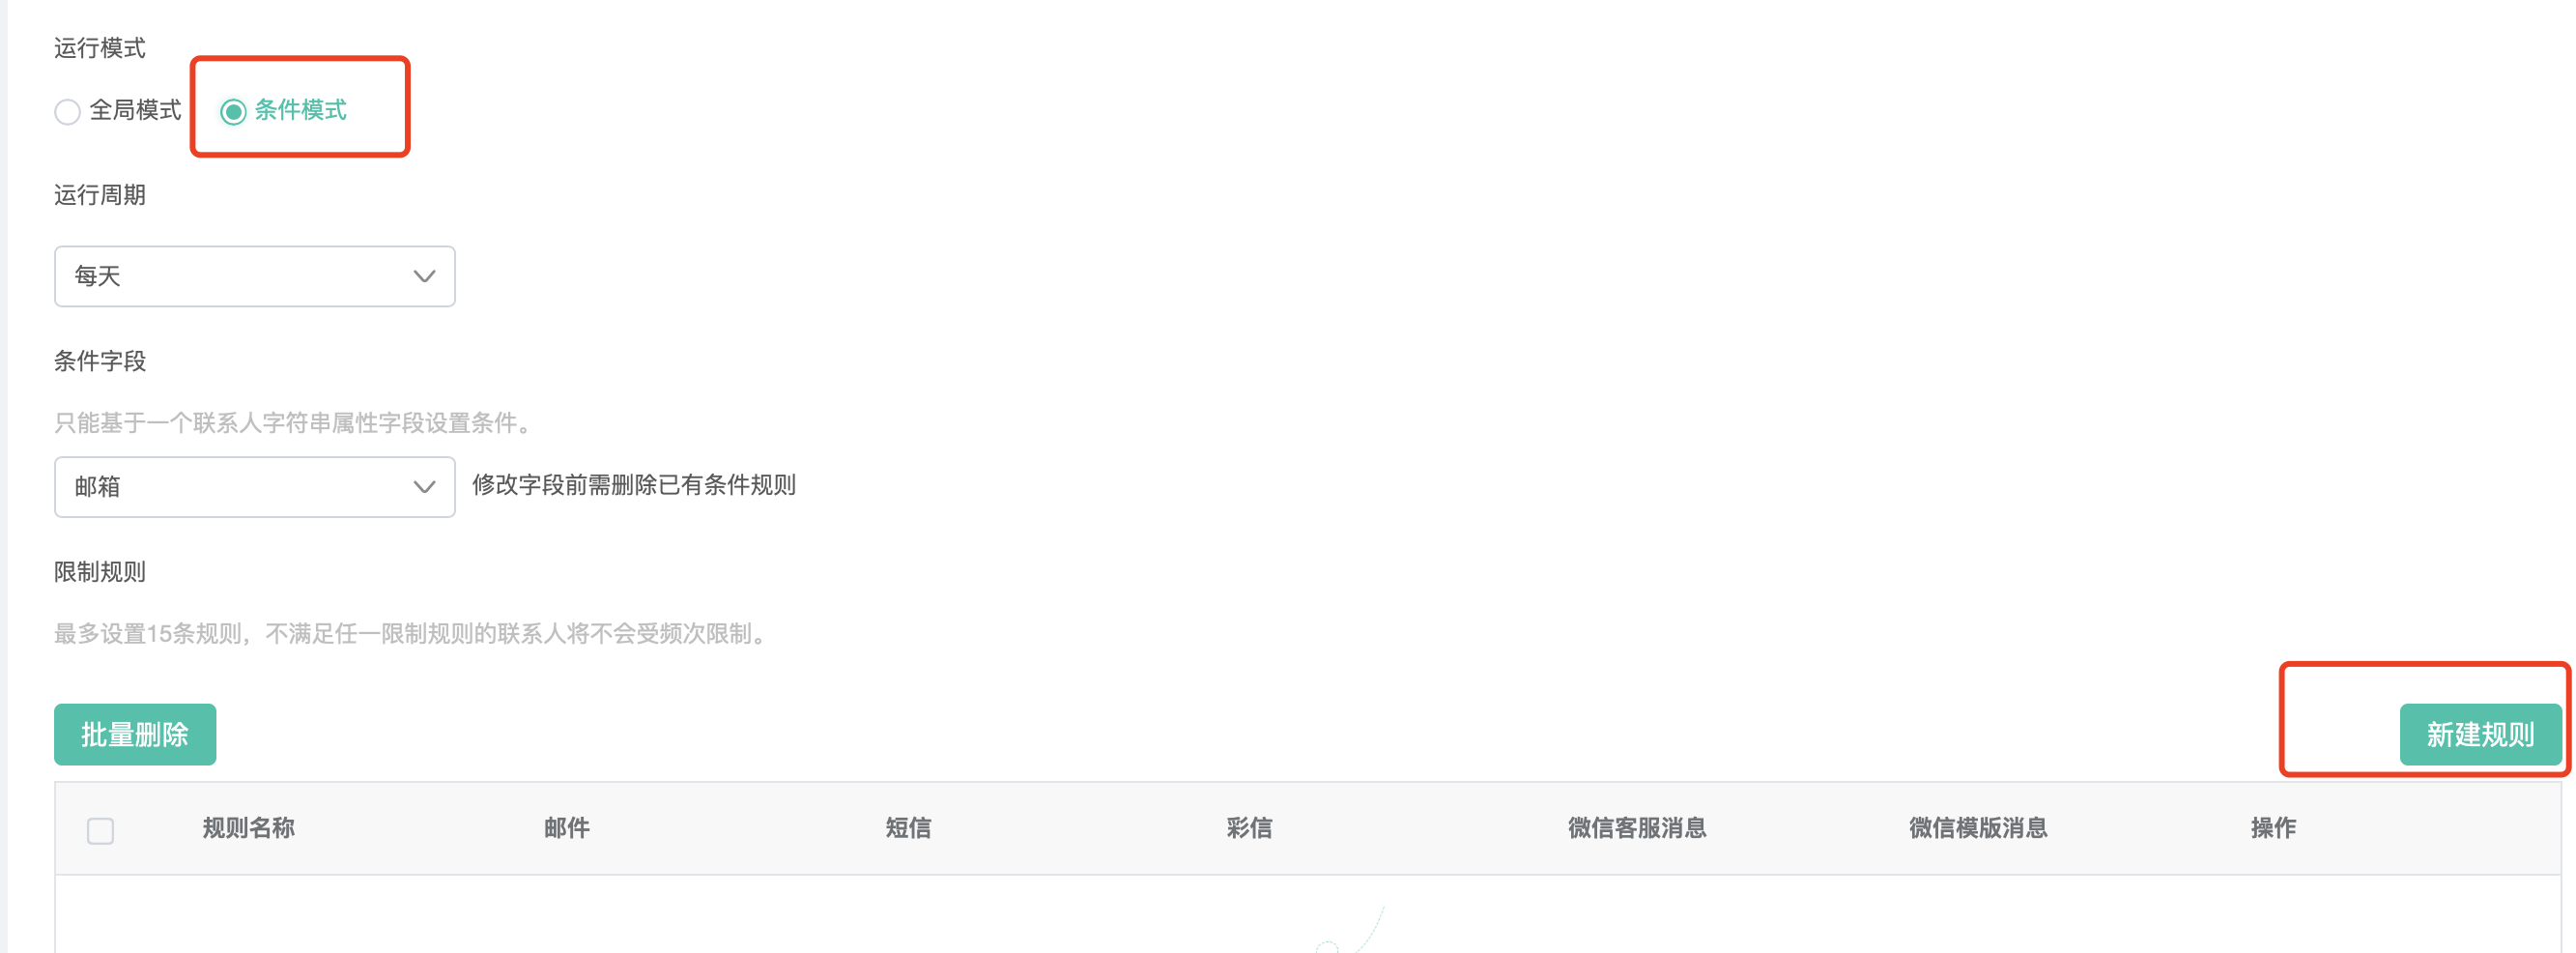 运行模式
全局模式 条件模式
运行周期
每天
条件字段
只能基于一个联系人字符串属性字段设置条件。
邮箱 修改字段前需删除已有条件规则
限制规则
最多设置15条规则，不满足任一限制规则的联系人将不会受频次限制。
批量删除 新建规则
规则名称 邮件 短信 彩信 微信客服消息 微信模版消息 操作